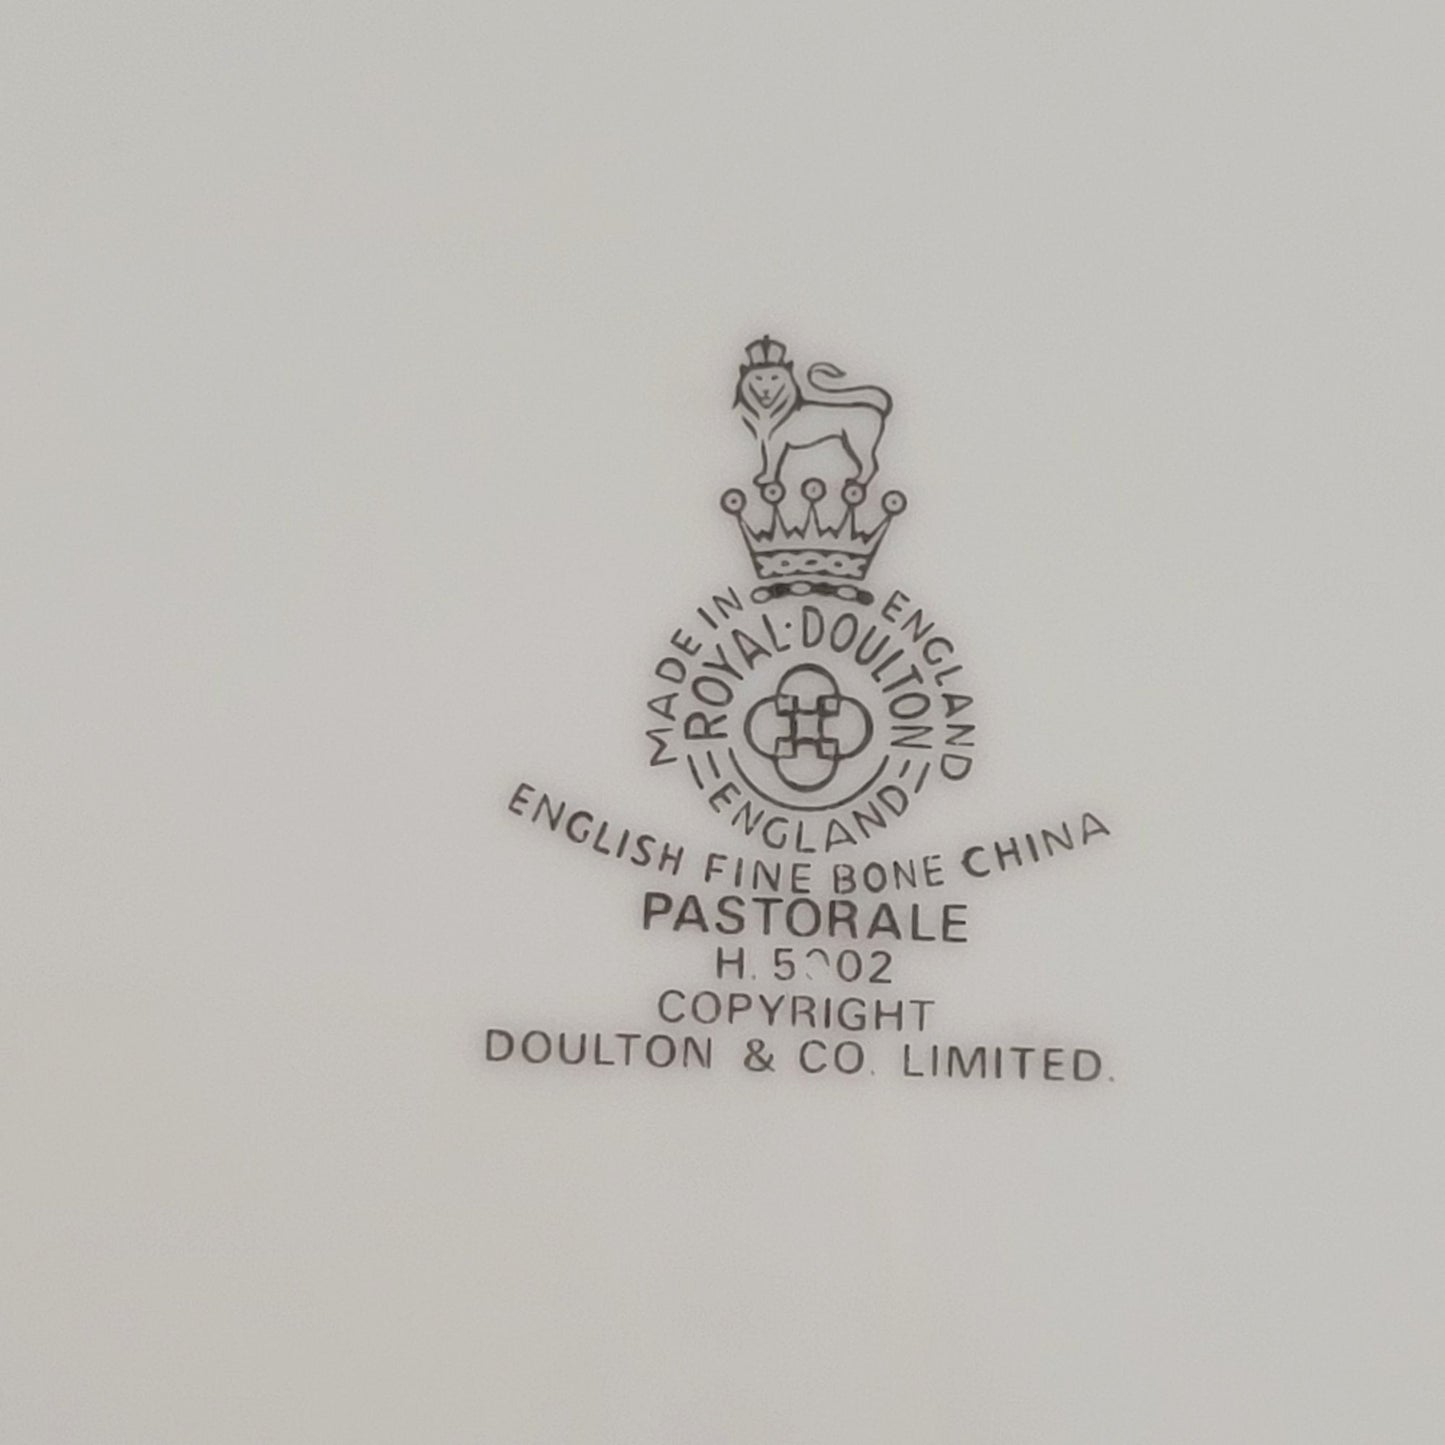 MADE IN ENGLAND
ROYAL·DOULTON
ENGLAND
ENGLISH FINE BONE CHINA
PASTORALE
COPYRIGHT
DOULTON & CO. LIMITED.